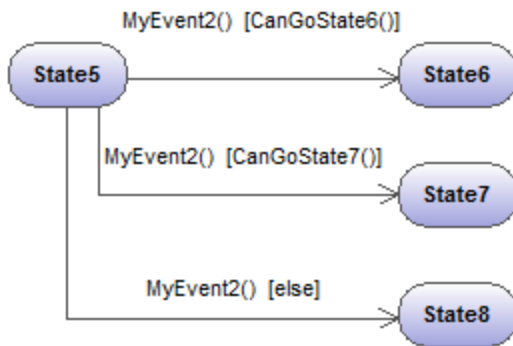 MyEvent2() [CanGoState6()]
State5
State6
MyEvent2() [CanGoState7()]
State7
MyEvent2() [else]
State8